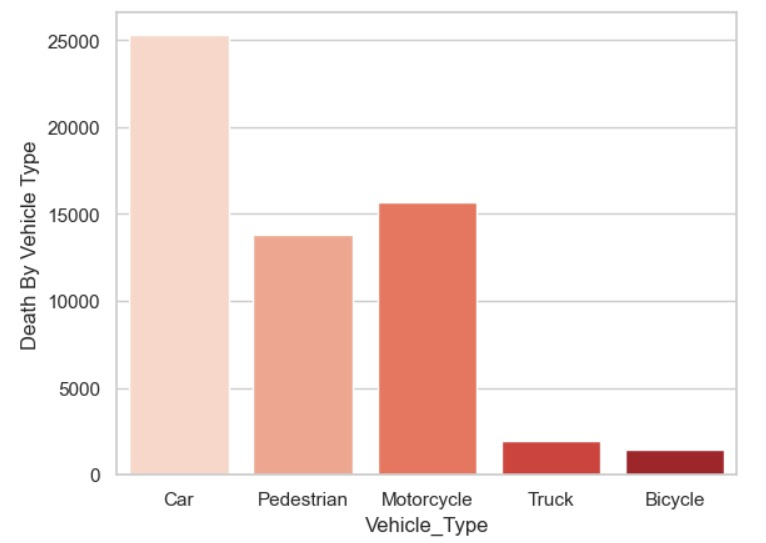 25000
20000
15000
10000
5000
0
Death By Vehicle Type
Car Pedestrian Motorcycle Truck Bicycle
Vehicle_Type